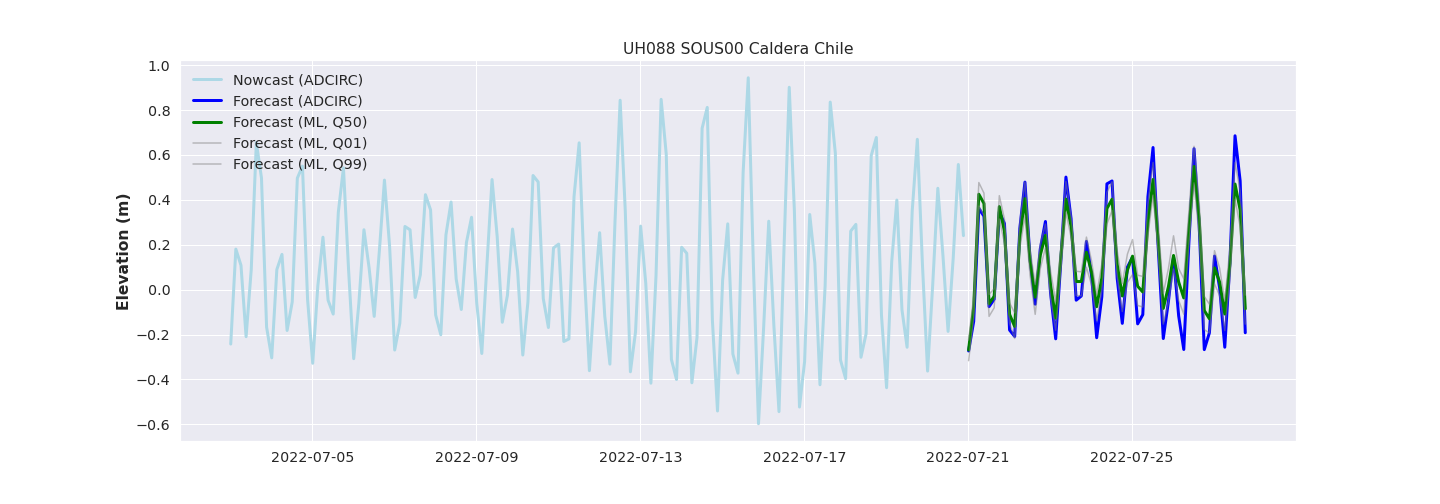 UH088 SOUS00 Caldera Chile
Elevation (m)
1.0
0.8
0.6
0.4
0.2
0.0
−0.2
−0.4
−0.6
Nowcast (ADCIRC)
Forecast (ADCIRC)
Forecast (ML, Q50)
Forecast (ML, Q01)
Forecast (ML, Q99)
2022-07-05
2022-07-09
2022-07-13
2022-07-17
2022-07-21
2022-07-25